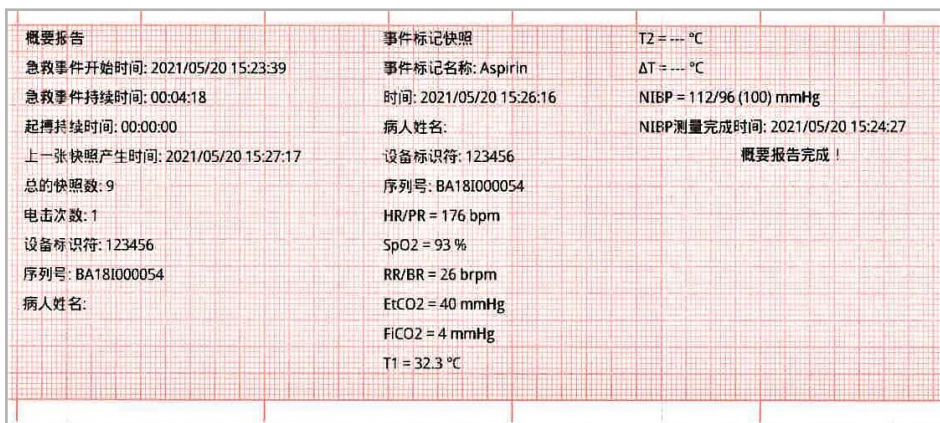 概要报告
急救事件开始时间: 2021/05/20 15:23:39
急救事件持续时间: 00:04:18
起搏持续时间: 00:00:00
上一张快照产生时间: 2021/05/20 15:27:17
总的快照数: 9
电击次数: 1
设备标识符: 123456
序列号: BA18I000054
病人姓名:
事件标记快照
事件标记名称: Aspirin
时间: 2021/05/20 15:26:16
病人姓名:
设备标识符: 123456
序列号: BA18I000054
HR/PR = 176 bpm
SpO2 = 93 %
RR/BR = 26 brpm
EtCO2 = 40 mmHg
FiCO2 = 4 mmHg
T1 = 32.3 °C
T2 = --- °C
ΔT = --- °C
NIBP = 112/96 (100) mmHg
NIBP测量完成时间: 2021/05/20 15:24:27
概要报告完成！